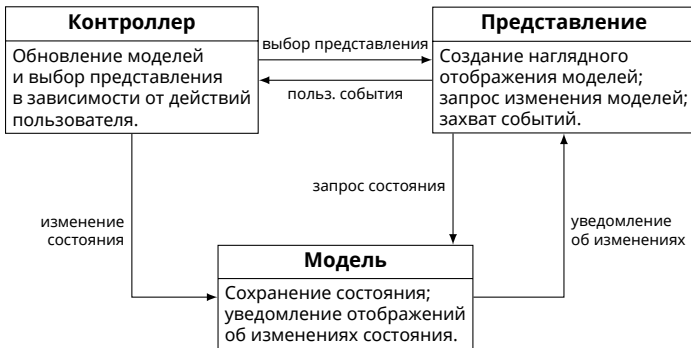 Контроллер
Обновление моделей
и выбор представления
в зависимости от действий
пользователя.
выбор представления
польз. события
Представление
Создание наглядного
отображения моделей;
запрос изменения моделей;
захват событий.
изменение
состояния
запрос состояния
уведомление
об изменениях
Модель
Сохранение состояния;
уведомление отображений
об изменениях состояния.